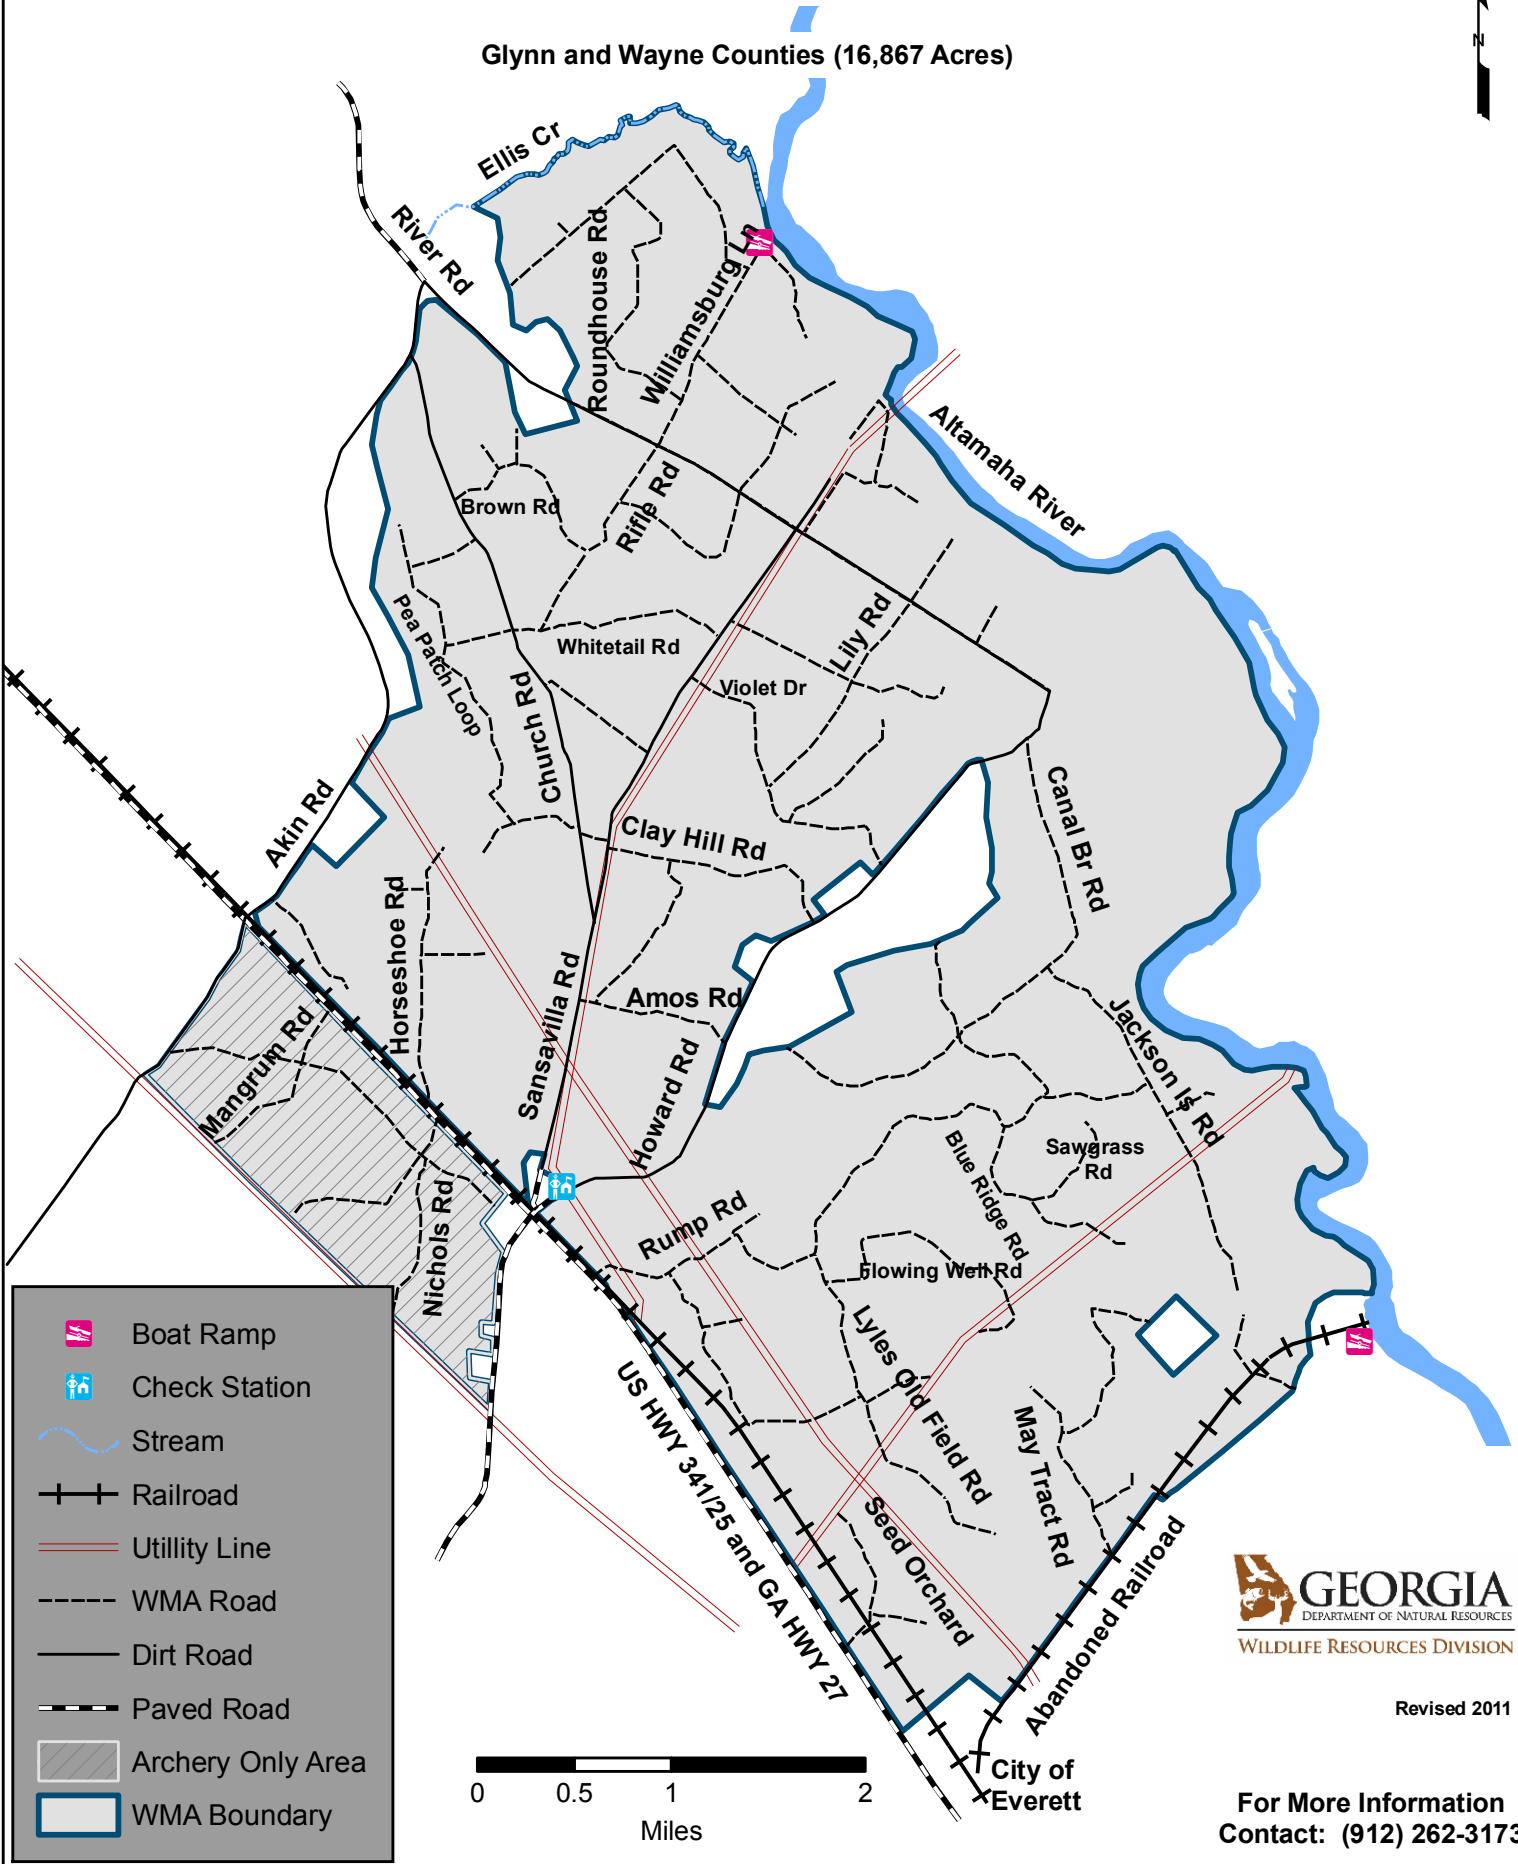 Glynn and Wayne Counties (16,867 Acres)
N
Ellis Cr
River Rd
Roundhouse Rd
Williamsburg Ln
Altamaha River
Brown Rd
Rifle Rd
Pea Patch Loop
Whitetail Rd
Lily Rd
Violet Dr
Church Rd
Akin Rd
Clay Hill Rd
Canal Br Rd
Horseshoe Rd
Sansavilla Rd
Amos Rd
Mangrum Rd
Howard Rd
Jackson Is Rd
Blue Ridge Rd
Sawgrass
Rd
Nichols Rd
Rump Rd
Flowing Well Rd
Lyles Old Field Rd
US HWY 341/25 and GA HWY 27
May Tract Rd
Seed Orchard
Abandoned Railroad
City of
Everett
Boat Ramp
Check Station
Stream
Railroad
Utillity Line
WMA Road
Dirt Road
Paved Road
Archery Only Area
WMA Boundary
0 0.5 1 2
Miles
GEORGIA
DEPARTMENT OF NATURAL RESOURCES
WILDLIFE RESOURCES DIVISION
Revised 2011
For More Information
Contact: (912) 262-3173